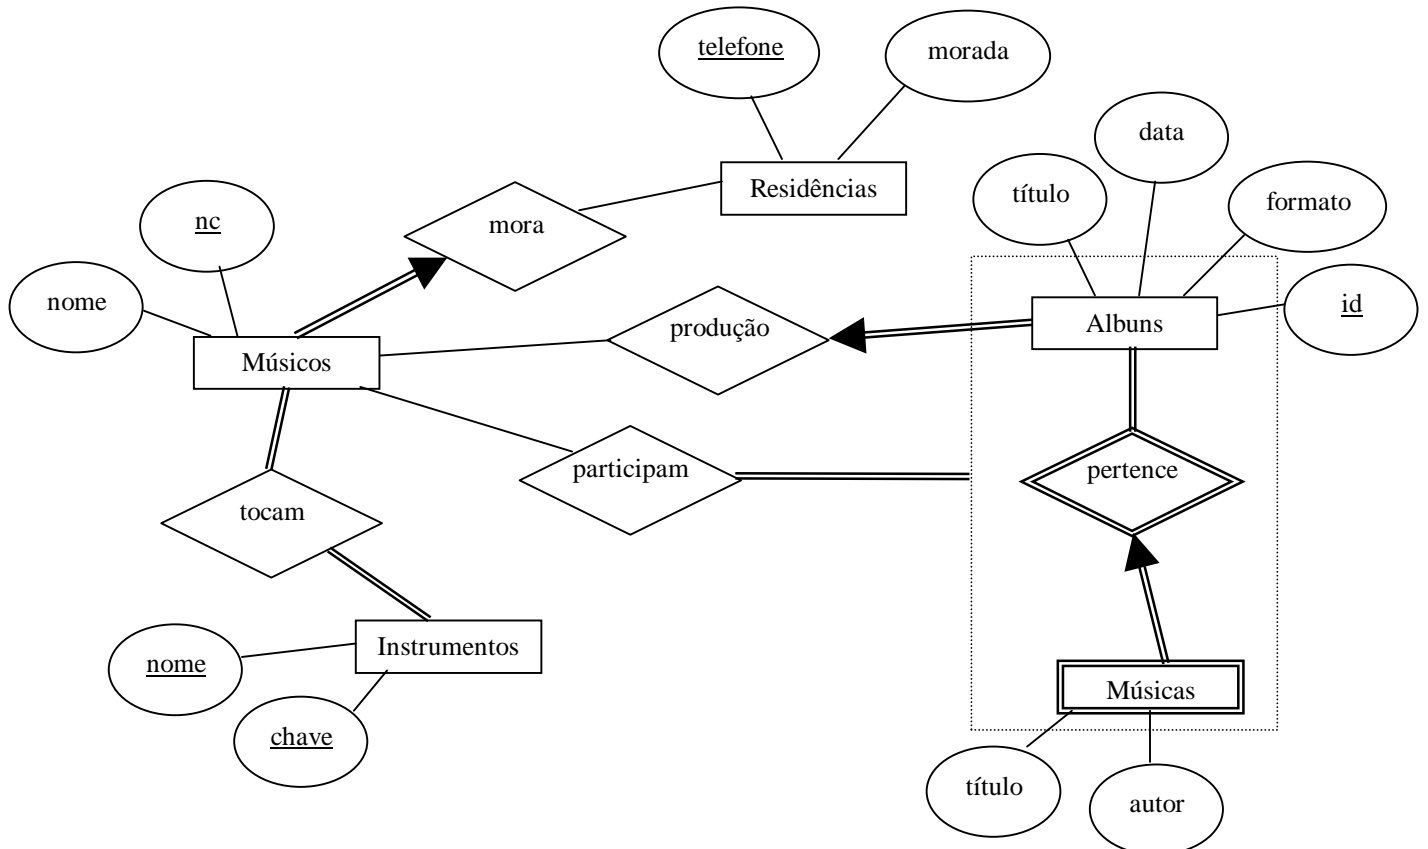 telefone
morada
data
título
formato
Residências
nc
mora
nome
id
produção
Albuns
Músicos
participam
pertence
tocam
Instrumentos
nome
Músicas
chave
título
autor